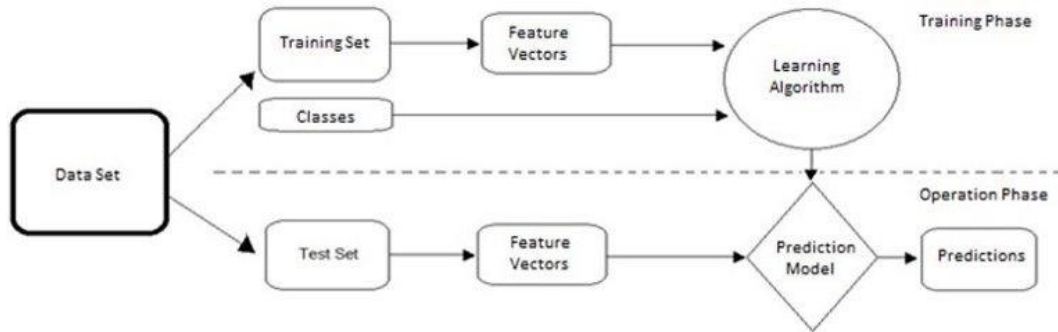 Training Set
Feature
Vectors
Learning
Algorithm
Training Phase
Classes
Data Set
Operation Phase
Test Set
Feature
Vectors
Prediction
Model
Predictions